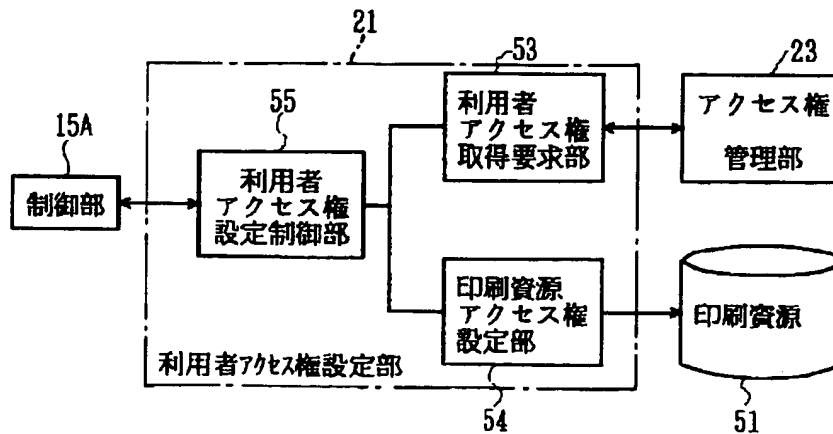 21
53
23
55
15A
利用者
アクセス権
取得要求部
アクセス権
管理部
制御部
利用者
アクセス権
設定制御部
印刷資源
アクセス権
設定部
印刷資源
利用者アクセス権設定部
54
51